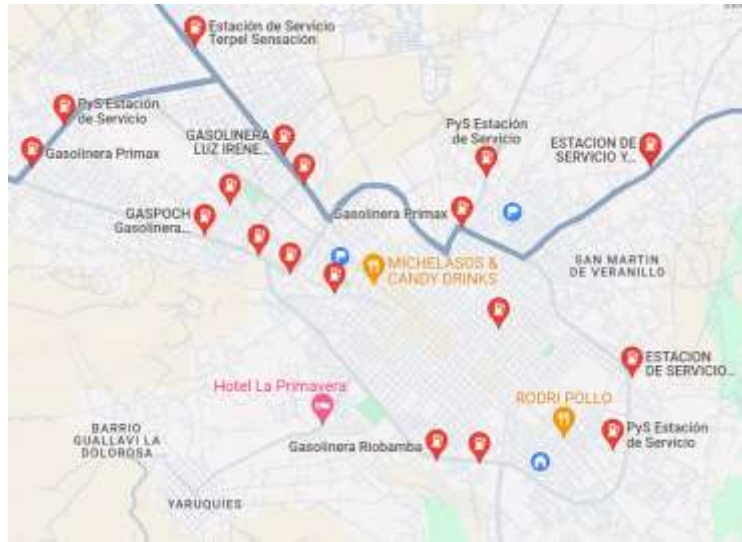 Estación de Servicio
Terpel Sensación
PyS Estación
de Servicio
Gasolinera Primax
GASOLINERA
LUZ IRENE...
PyS Estación
de Servicio
ESTACION DE
SERVICIO Y...
GASPOCH
Gasolinera...
Gasolinera Primax
MICHELASOS &
CANDY DRINKS
SAN MARTIN
DE VERANILLO
ESTACION
DE SERVICIO...
Hotel La Primavera
RODRI POLLO
BARRIO
GUALLAVI LA
DOLOROSA
Gasolinera Riobamba
PyS Estación
de Servicio
YARUQUIES